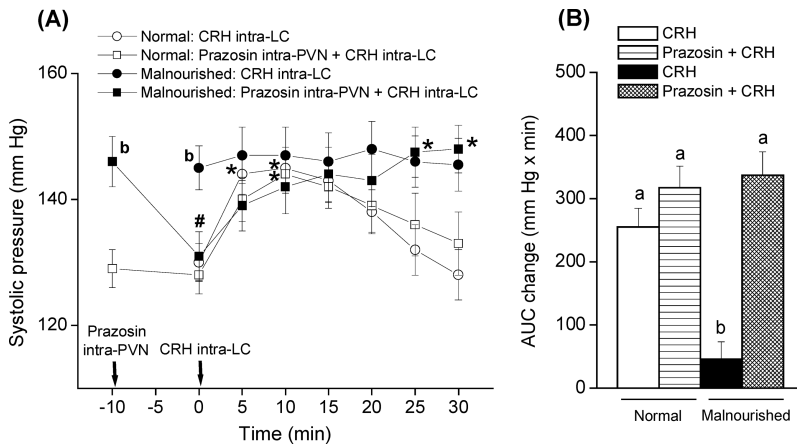 (A)
Normal: CRH intra-LC
Normal: Prazosin intra-PVN + CRH intra-LC
Malnourished: CRH intra-LC
Malnourished: Prazosin intra-PVN + CRH intra-LC
Systolic pressure (mm Hg)
160
140
120
b
b
#
*
*
*
*
*
Prazosin
intra-PVN
CRH intra-LC
-10
-5
0
5
10
15
20
25
30
Time (min)
(B)
CRH
Prazosin + CRH
CRH
Prazosin + CRH
AUC change (mm Hg x min)
500
400
300
200
100
0
a
a
b
a
Normal
Malnourished